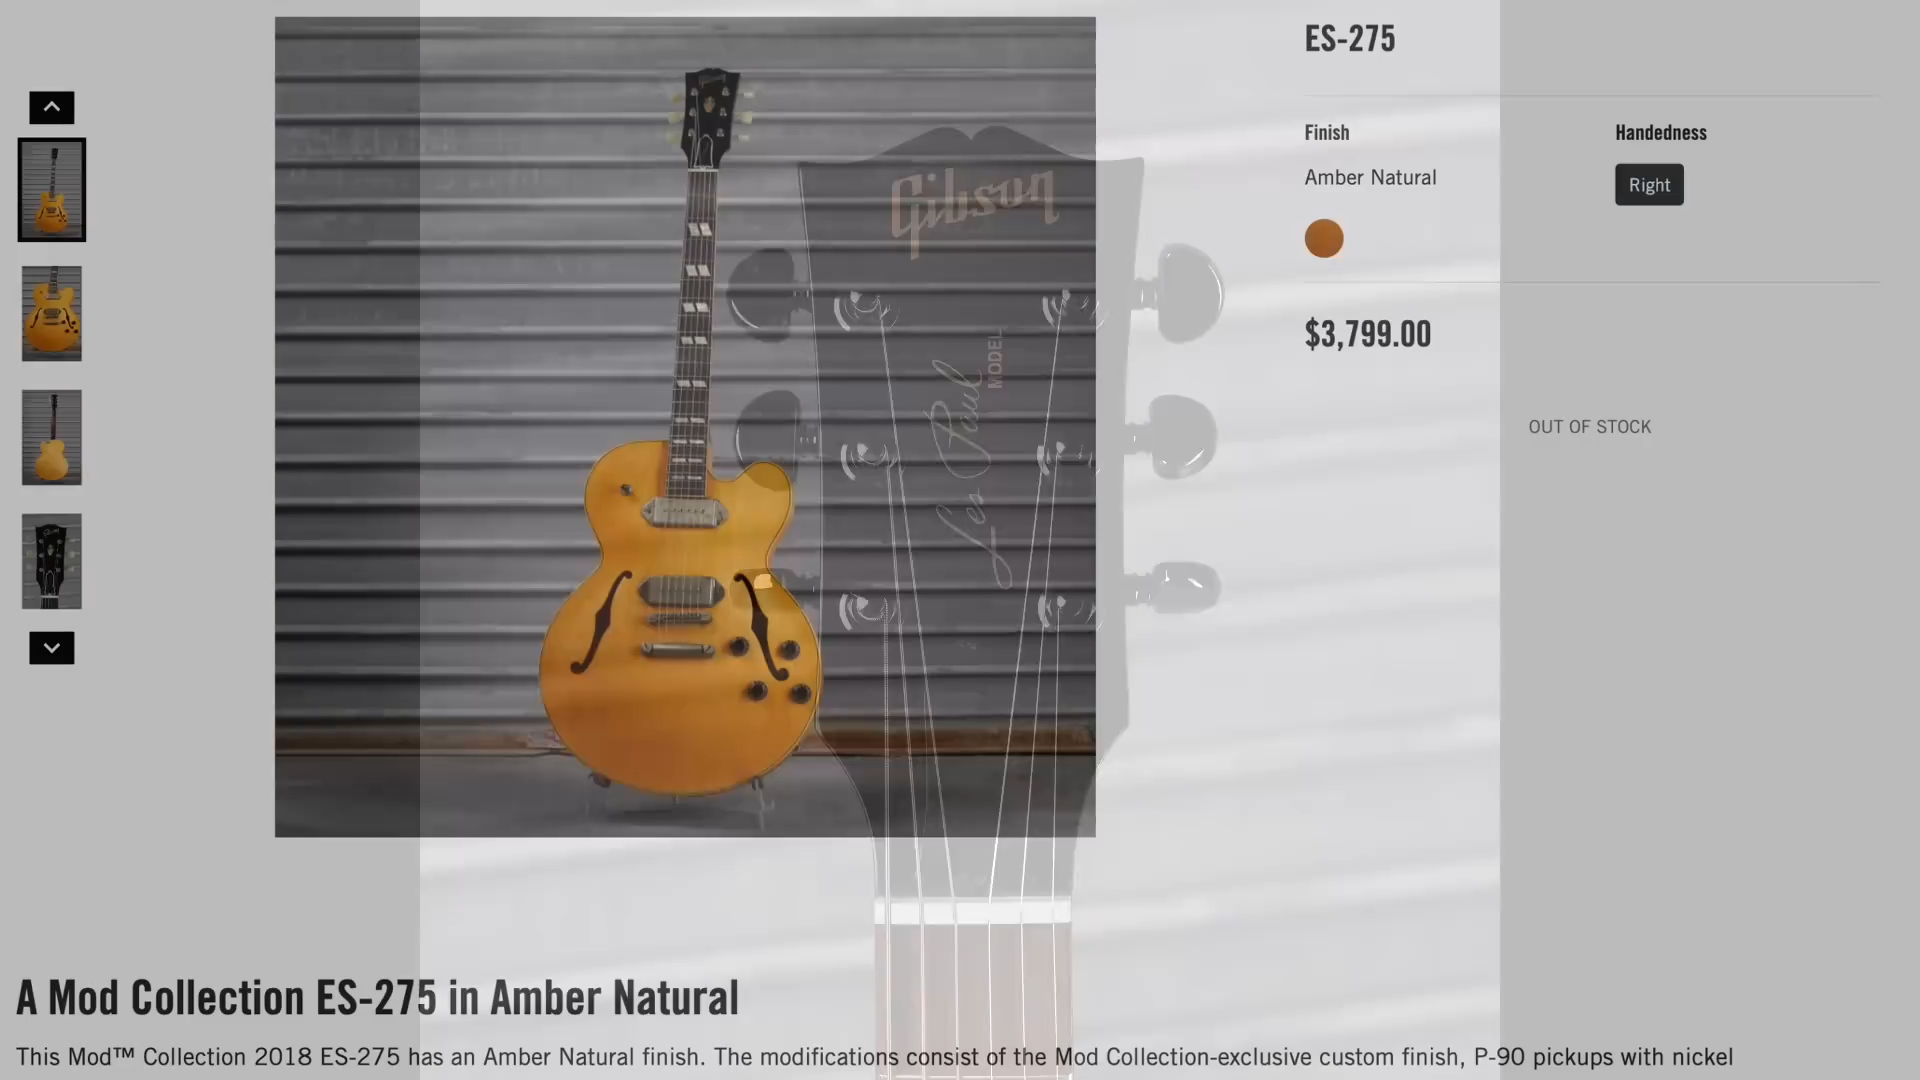 ES-275
Finish
Handedness
Amber Natural
Right
$3,799.00
OUT OF STOCK
Gibson
Les Paul
MODEL
A Mod Collection ES-275 in Amber Natural
This Mod™ Collection 2018 ES-275 has an Amber Natural finish. The modifications consist of the Mod Collection-exclusive custom finish, P-90 pickups with nickel